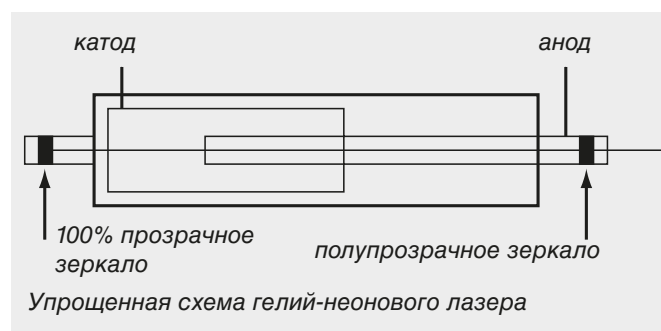 катод
анод
100% прозрачное
зеркало
полупрозрачное зеркало
Упрощенная схема гелий-неонового лазера